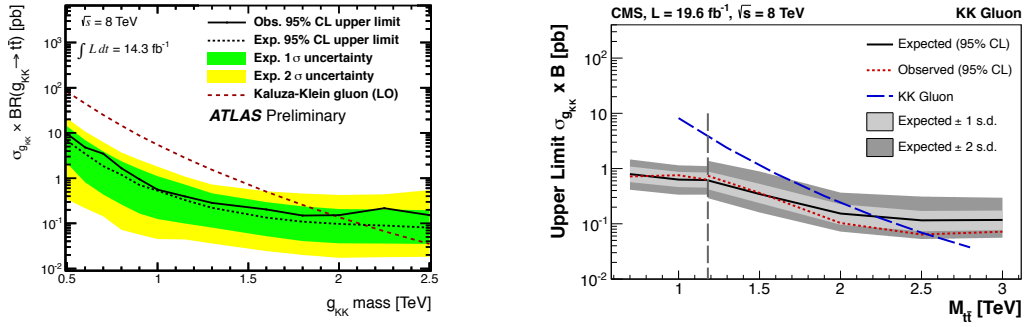 σ_gKK × BR(g_KK → tt̄) [pb]
10⁴
10³
10²
10
1
10⁻¹
10⁻²
√s = 8 TeV
∫ L dt = 14.3 fb⁻¹
Obs. 95% CL upper limit
Exp. 95% CL upper limit
Exp. 1 σ uncertainty
Exp. 2 σ uncertainty
Kaluza-Klein gluon (LO)
ATLAS Preliminary
0.5 1.0 1.5 2.0 2.5
g_KK mass [TeV]
CMS, L = 19.6 fb⁻¹, √s = 8 TeV KK Gluon
Upper Limit σ_gKK x B [pb]
10²
10
1
10⁻¹
10⁻²
Expected (95% CL)
Observed (95% CL)
KK Gluon
Expected ± 1 s.d.
Expected ± 2 s.d.
1 1.5 2 2.5 3
M_tt̄ [TeV]